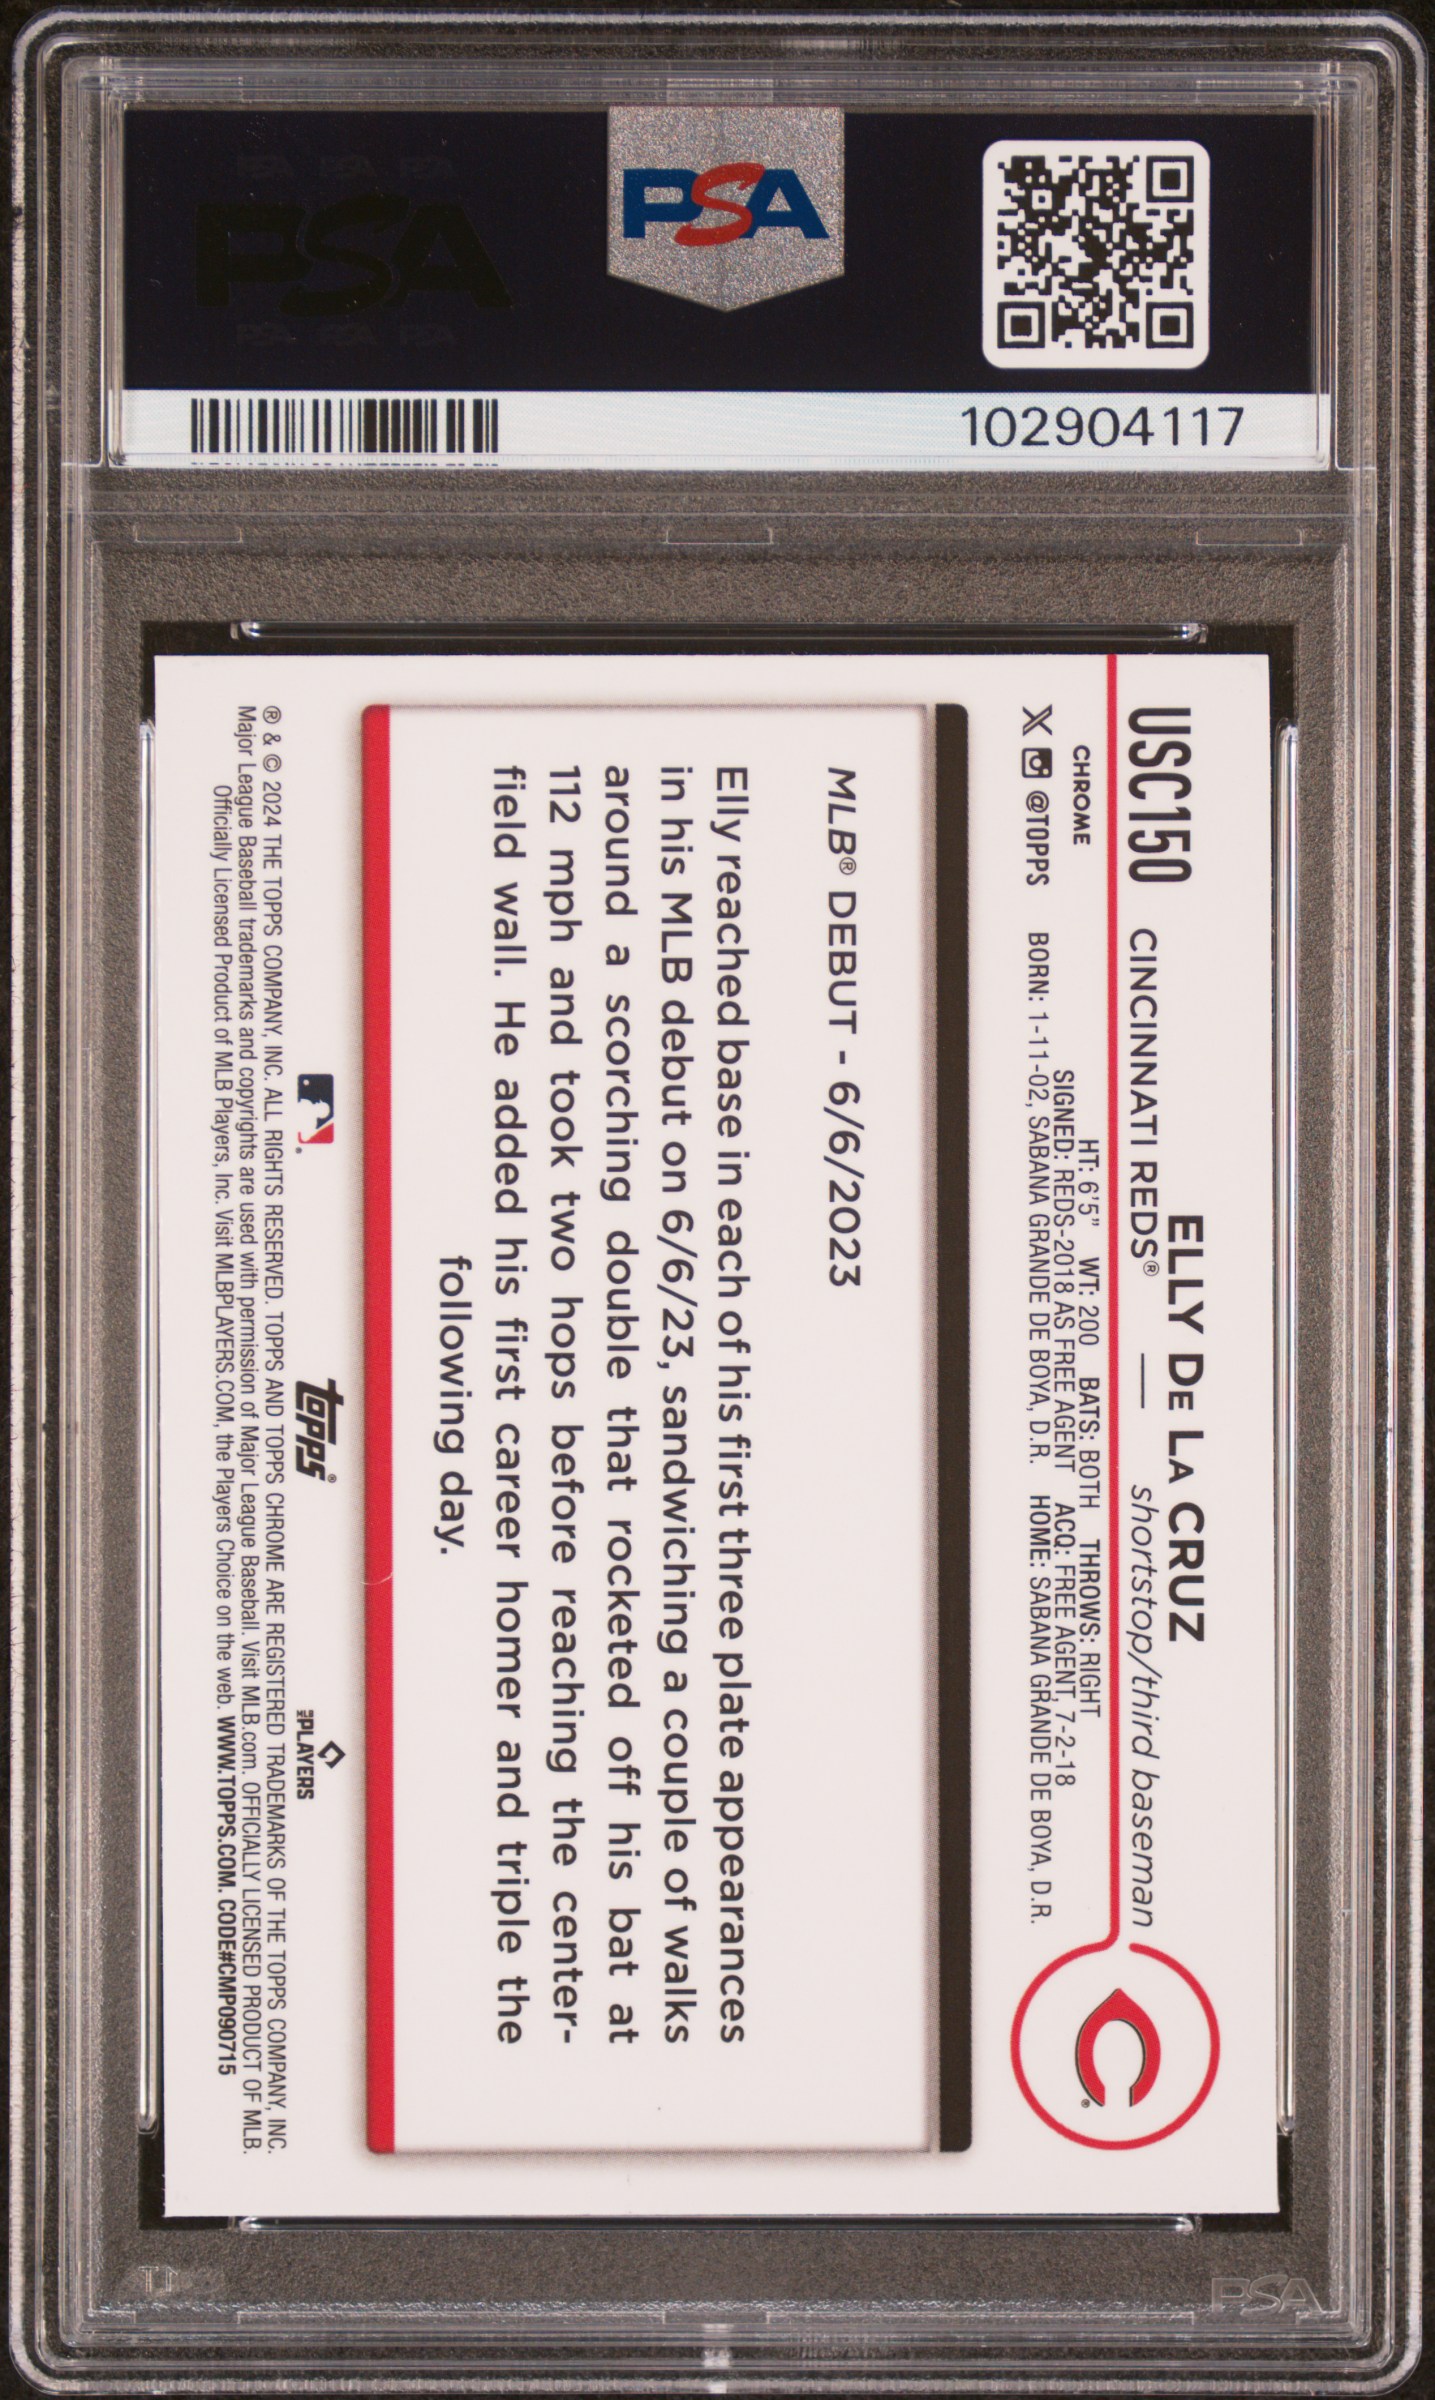 PSA
PSA
102904117
USC150
ELLY DE LA CRUZ
CINCINNATI REDS® — shortstop/third baseman
CHROME
HT: 6'5" WT: 200 BATS: BOTH THROWS: RIGHT
SIGNED: REDS-2018 AS FREE AGENT ACQ: FREE AGENT, 7-2-18
@TOPPS BORN: 1-11-02, SABANA GRANDE DE BOYA, D.R. HOME: SABANA GRANDE DE BOYA, D.R.
C®
MLB® DEBUT - 6/6/2023
Elly reached base in each of his first three plate appearances
in his MLB debut on 6/6/23, sandwiching a couple of walks
around a scorching double that rocketed off his bat at
112 mph and took two hops before reaching the center-
field wall. He added his first career homer and triple the
following day.
topps®
MLB PLAYERS
® & © 2024 THE TOPPS COMPANY, INC. ALL RIGHTS RESERVED. TOPPS AND TOPPS CHROME ARE REGISTERED TRADEMARKS OF THE TOPPS COMPANY, INC.
Major League Baseball trademarks and copyrights are used with permission of Major League Baseball. Visit MLB.com. OFFICIALLY LICENSED PRODUCT OF MLB.
Officially Licensed Product of MLB Players, Inc. Visit MLBPLAYERS.COM, the Players Choice on the web. WWW.TOPPS.COM. CODE#CMP090715
PSA